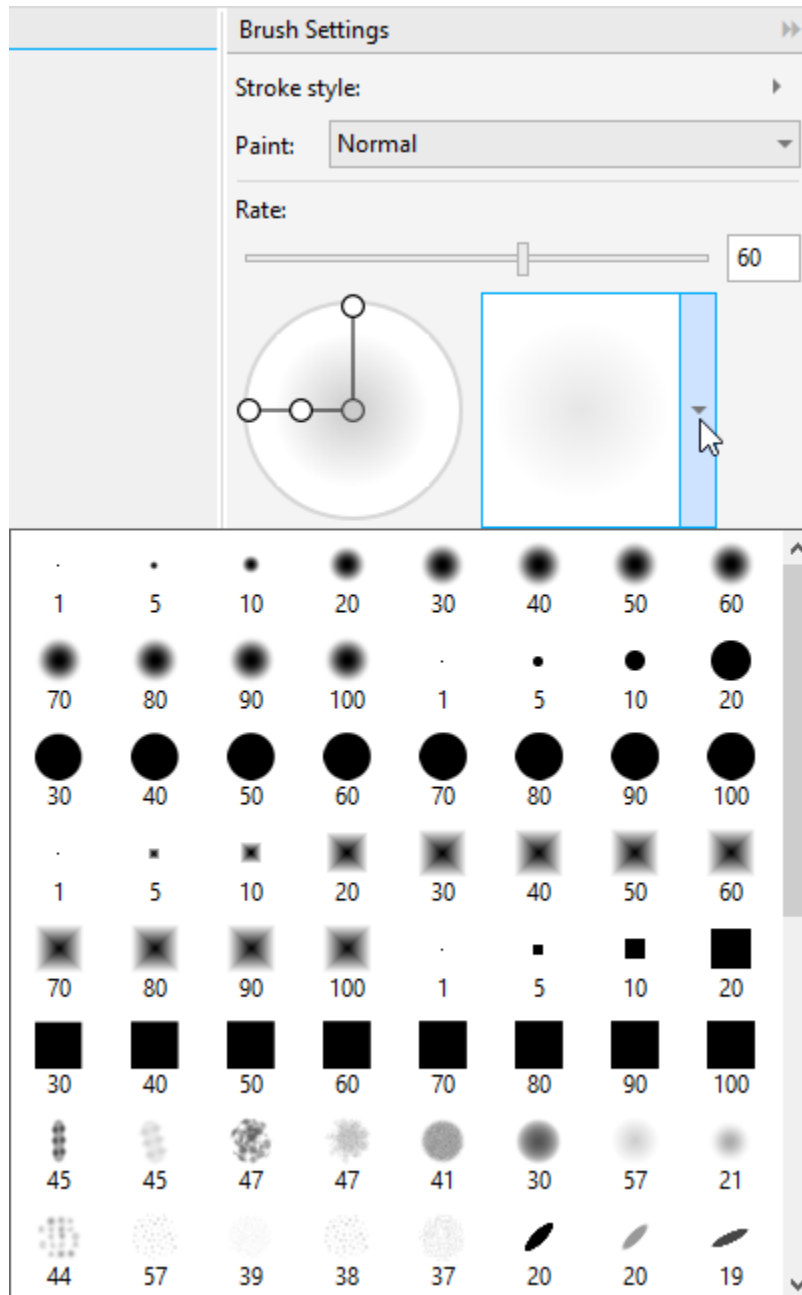 Brush Settings
Stroke style:
Paint: Normal
Rate:
60
1 5 10 20 30 40 50 60
70 80 90 100 1 5 10 20
30 40 50 60 70 80 90 100
1 5 10 20 30 40 50 60
70 80 90 100 1 5 10 20
30 40 50 60 70 80 90 100
45 45 47 47 41 30 57 21
44 57 39 38 37 20 20 19